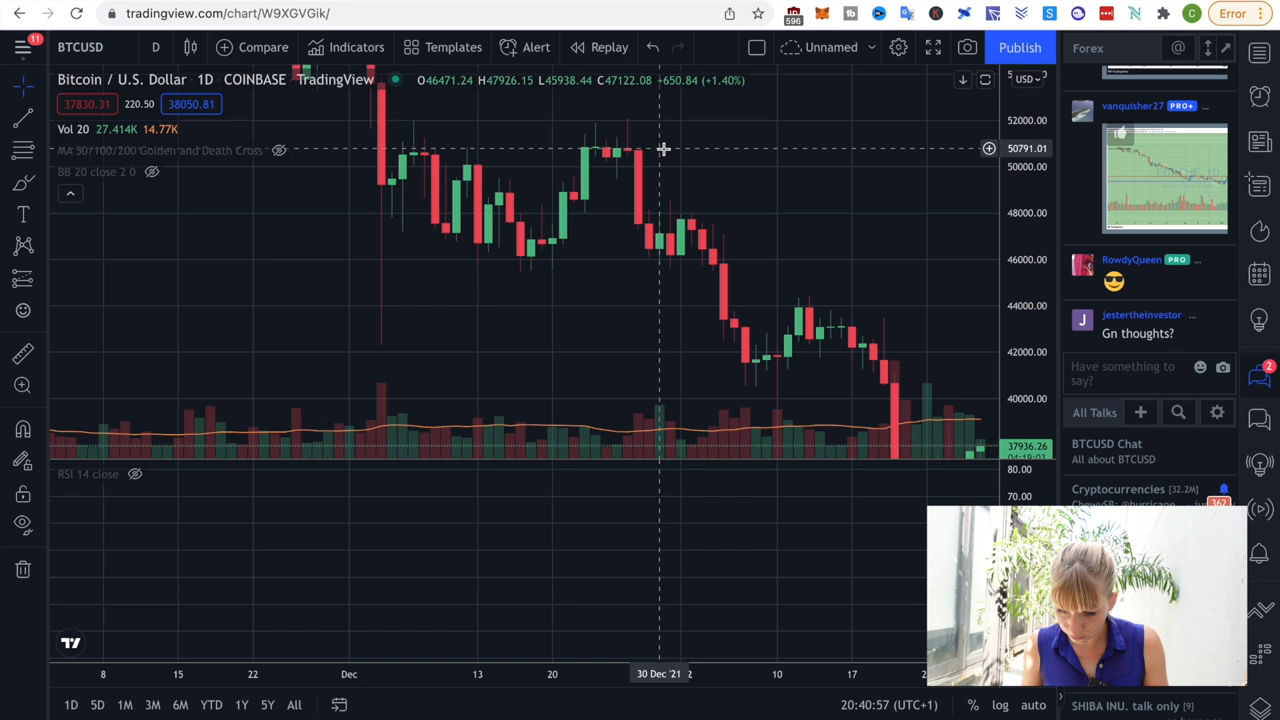 tradingview.com/chart/W9XGVGik/
596
C
Error
11
BTCUSD
D
Compare
Indicators
Templates
Alert
Replay
Unnamed
Publish
Forex
Bitcoin / U.S. Dollar 1D COINBASE TradingView
O46471.24 H47926.15 L45938.44 C47122.08 +650.84 (+1.40%)
USD
37830.31
220.50
38050.81
Vol 20 27.414K 14.77K
MA 50/100/200 Golden and Death Cross
BB 20 close 2 0
52000.00
50791.01
50000.00
48000.00
46000.00
44000.00
42000.00
40000.00
37936.26
04:19:03
RSI 14 close
80.00
70.00
8
15
22
Dec
13
20
30 Dec '21
10
17
1D
5D
1M
3M
6M
YTD
1Y
5Y
All
20:40:57 (UTC+1)
%
log
auto
vanquisher27 PRO+ ...
RowdyQueen PRO ...
J
jestertheinvestor ...
Gn thoughts?
Have something to
say?
2
All Talks
BTCUSD Chat
All about BTCUSD
Cryptocurrencies [32.2M]
362
SHIBA INU. talk only [9]